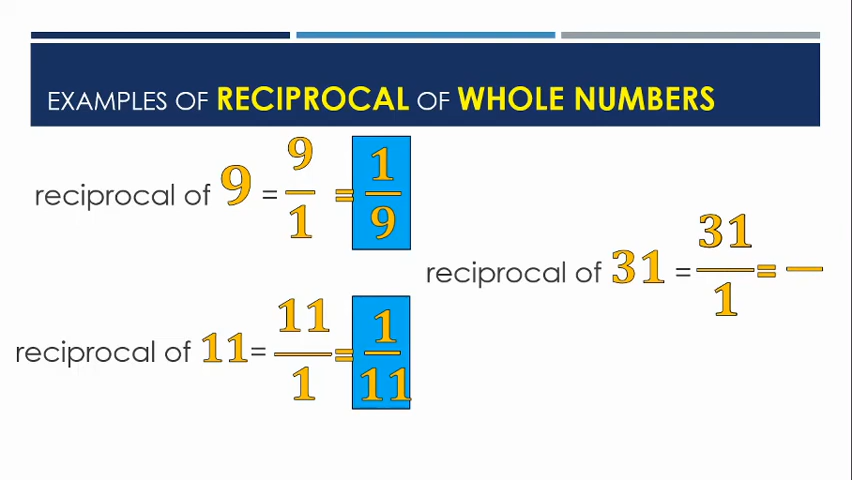 EXAMPLES OF RECIPROCAL OF WHOLE NUMBERS
reciprocal of 9 = 9/1 = 1/9
reciprocal of 11 = 11/1 = 1/11
reciprocal of 31 = 31/1 = —